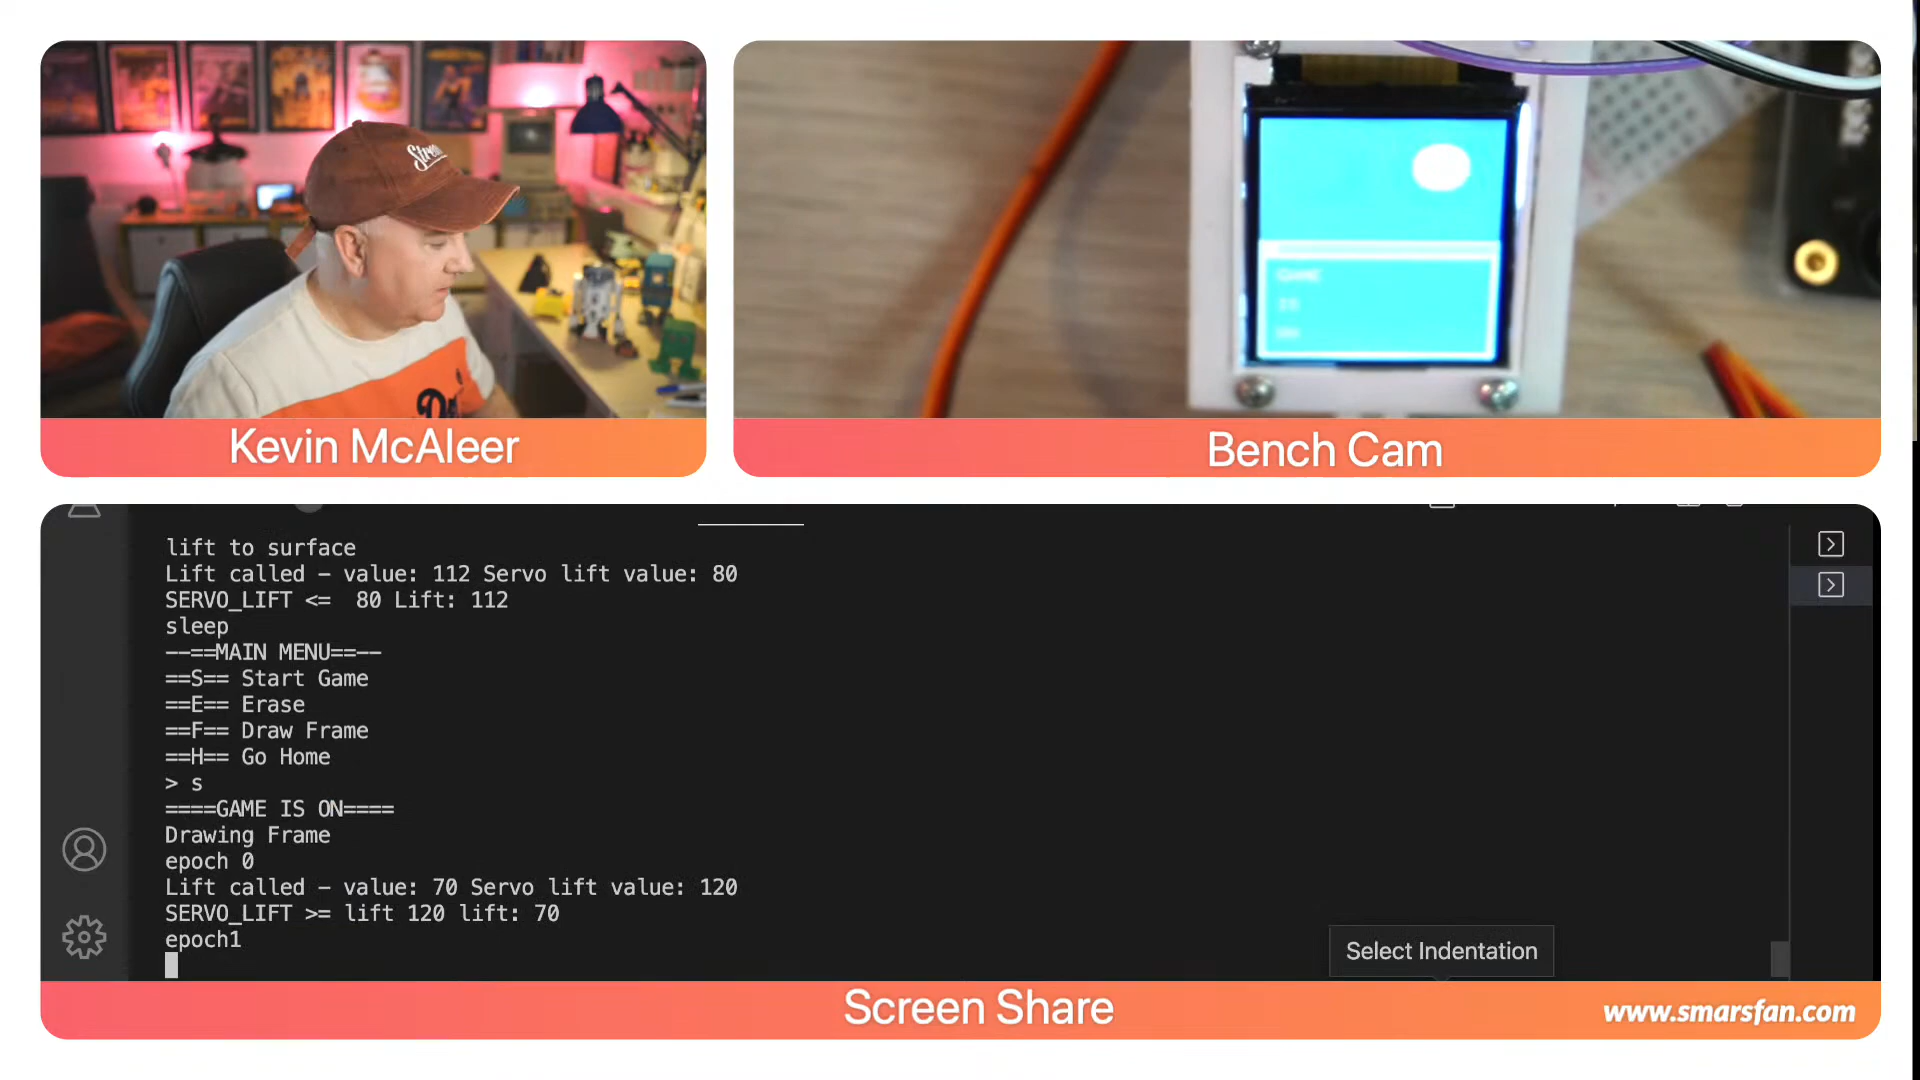 Kevin McAleer
Bench Cam
GAME
lift to surface
Lift called – value: 112 Servo lift value: 80
SERVO_LIFT <=  80 Lift: 112
sleep
––==MAIN MENU==––
==S== Start Game
==E== Erase
==F== Draw Frame
==H== Go Home
> s
====GAME IS ON====
Drawing Frame
epoch 0
Lift called – value: 70 Servo lift value: 120
SERVO_LIFT >= lift 120 lift: 70
epoch1
Select Indentation
Screen Share
www.smarsfan.com